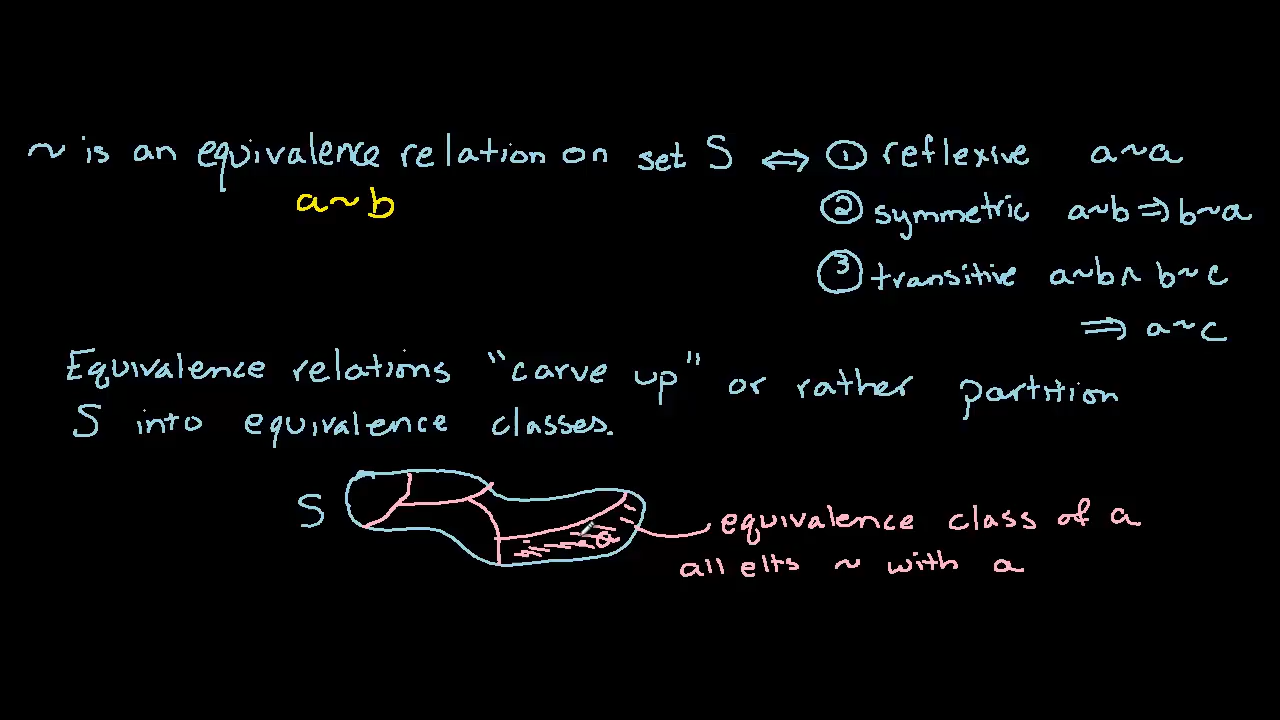 ~ is an equivalence relation on set S ⇔ ① reflexive a~a
a~b
② symmetric a~b ⇒ b~a
③ transitive a~b ∧ b~c
⇒ a~c
Equivalence relations "carve up" or rather partition
S into equivalence classes.
S
a
equivalence class of a
all elts ~ with a